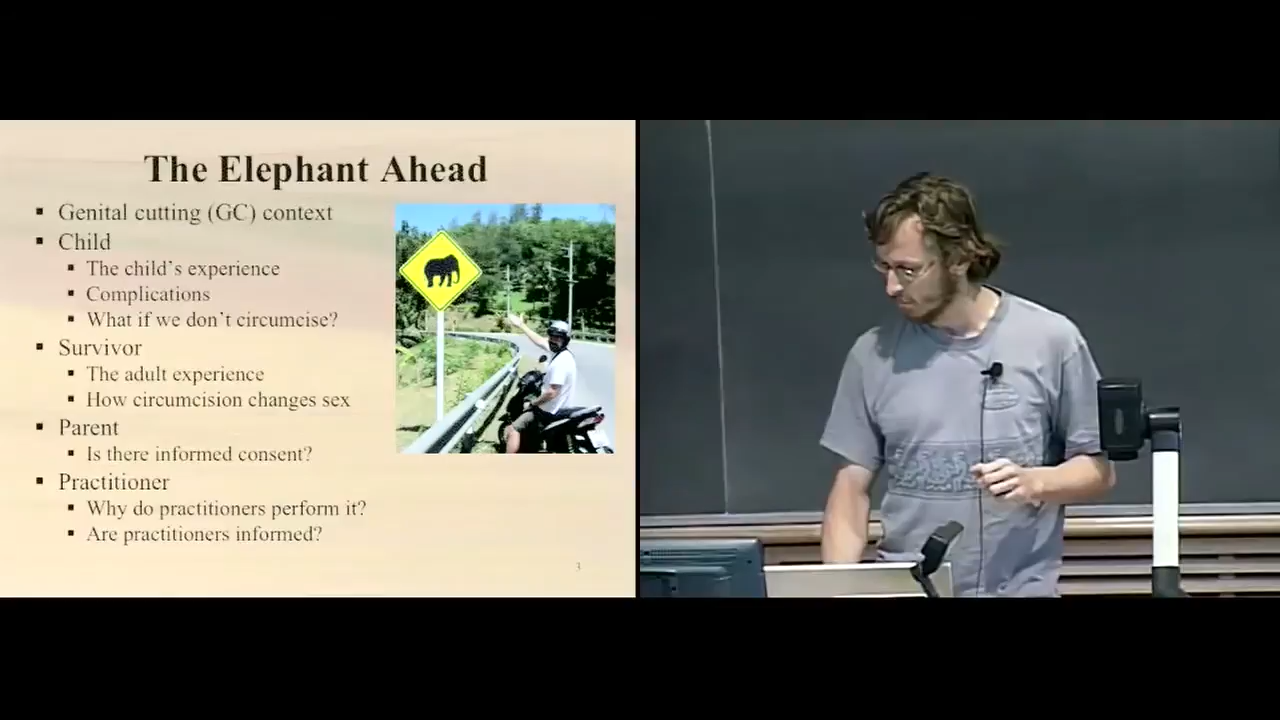 The Elephant Ahead
▪ Genital cutting (GC) context
▪ Child
▪ The child's experience
▪ Complications
▪ What if we don't circumcise?
▪ Survivor
▪ The adult experience
▪ How circumcision changes sex
▪ Parent
▪ Is there informed consent?
▪ Practitioner
▪ Why do practitioners perform it?
▪ Are practitioners informed?
3